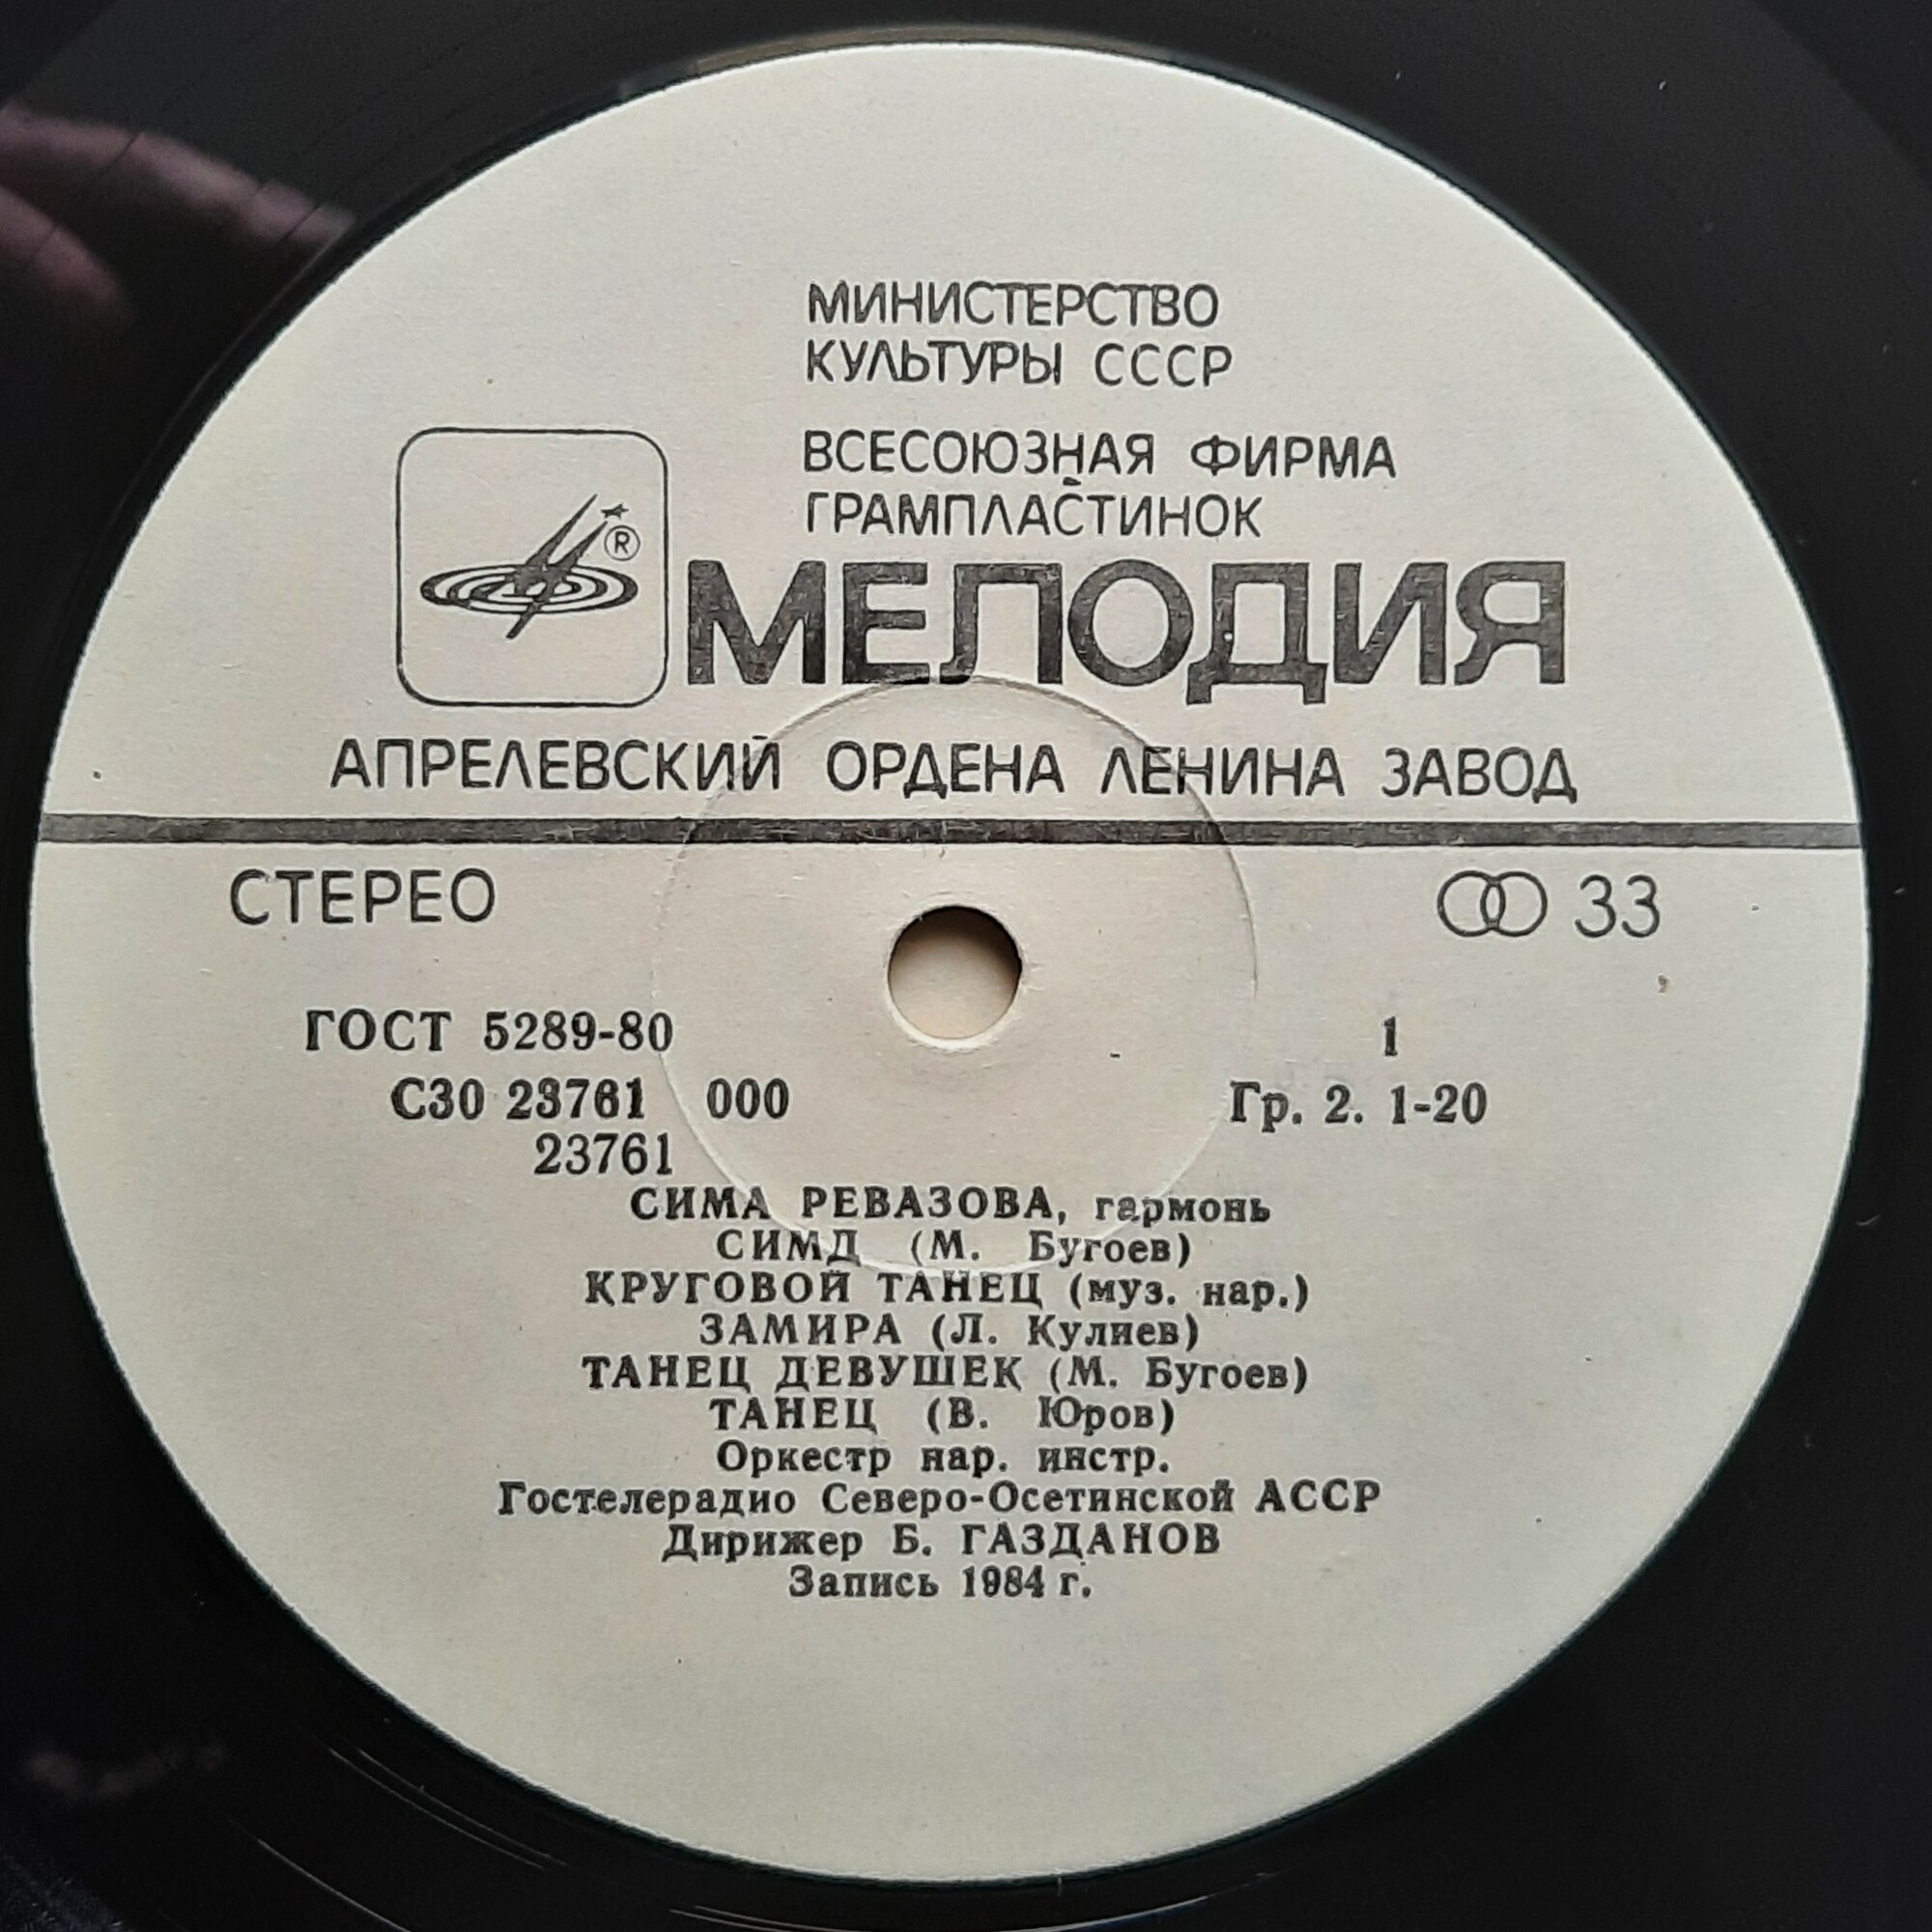 МИНИСТЕРСТВО
КУЛЬТУРЫ СССР
ВСЕСОЮЗНАЯ ФИРМА
ГРАМПЛАСТИНОК
®
МЕЛОДИЯ
АПРЕЛЕВСКИЙ ОРДЕНА ЛЕНИНА ЗАВОД
СТЕРЕО 33
ГОСТ 5289-80 1
С30 23761 000 Гр. 2. 1-20
23761
СИМА РЕВАЗОВА, гармонь
СИМД (М. Бугоев)
КРУГОВОЙ ТАНЕЦ (муз. нар.)
ЗАМИРА (Л. Кулиев)
ТАНЕЦ ДЕВУШЕК (М. Бугоев)
ТАНЕЦ (В. Юров)
Оркестр нар. инстр.
Гостелерадио Северо-Осетинской АССР
Дирижер Б. ГАЗДАНОВ
Запись 1984 г.